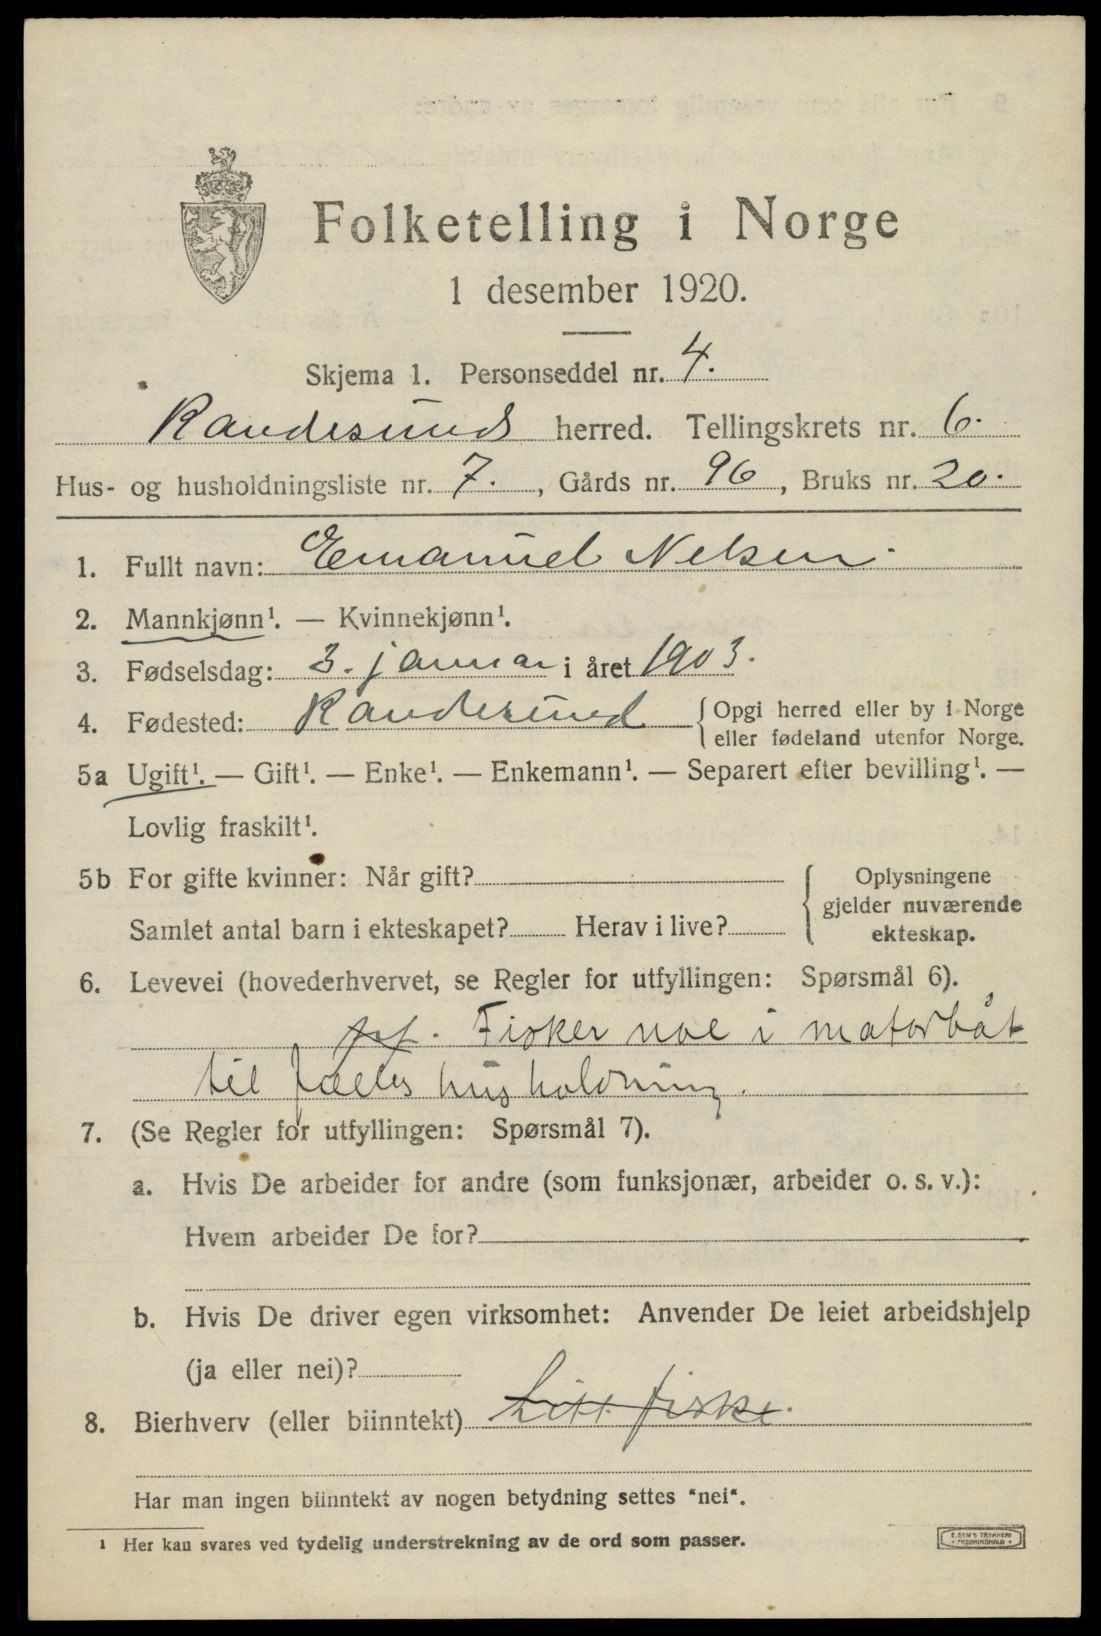 Folketelling i Norge
1 desember 1920.
Skjema 1. Personseddel nr. 4.
Randesund herred. Tellingskrets nr. 6.
Hus- og husholdningsliste nr. 7., Gårds nr. 96, Bruks nr. 20.
1. Fullt navn: Emanuel Nelsen.
2. Mannkjønn¹. — Kvinnekjønn¹.
3. Fødselsdag: 3. januar i året 1903.
4. Fødested: Randesund { Opgi herred eller by i Norge
eller fødeland utenfor Norge.
5a Ugift¹. — Gift¹. — Enke¹. — Enkemann¹. — Separert efter bevilling¹. —
Lovlig fraskilt¹.
5b For gifte kvinner: Når gift?
Samlet antal barn i ekteskapet? Herav i live?
Oplysningene
gjelder nuværende
ekteskap.
6. Levevei (hovederhvervet, se Regler for utfyllingen: Spørsmål 6).
Fisker noe i motorbåt
til fælles husholdning.
7. (Se Regler for utfyllingen: Spørsmål 7).
a. Hvis De arbeider for andre (som funksjonær, arbeider o. s. v.):
Hvem arbeider De for?
b. Hvis De driver egen virksomhet: Anvender De leiet arbeidshjelp
(ja eller nei)?
8. Bierhverv (eller biinntekt) Litt fiske.
Har man ingen biinntekt av nogen betydning settes "nei".
¹ Her kan svares ved tydelig understrekning av de ord som passer.
E. SEM'S TRYKKERI
FREDRIKSHALD